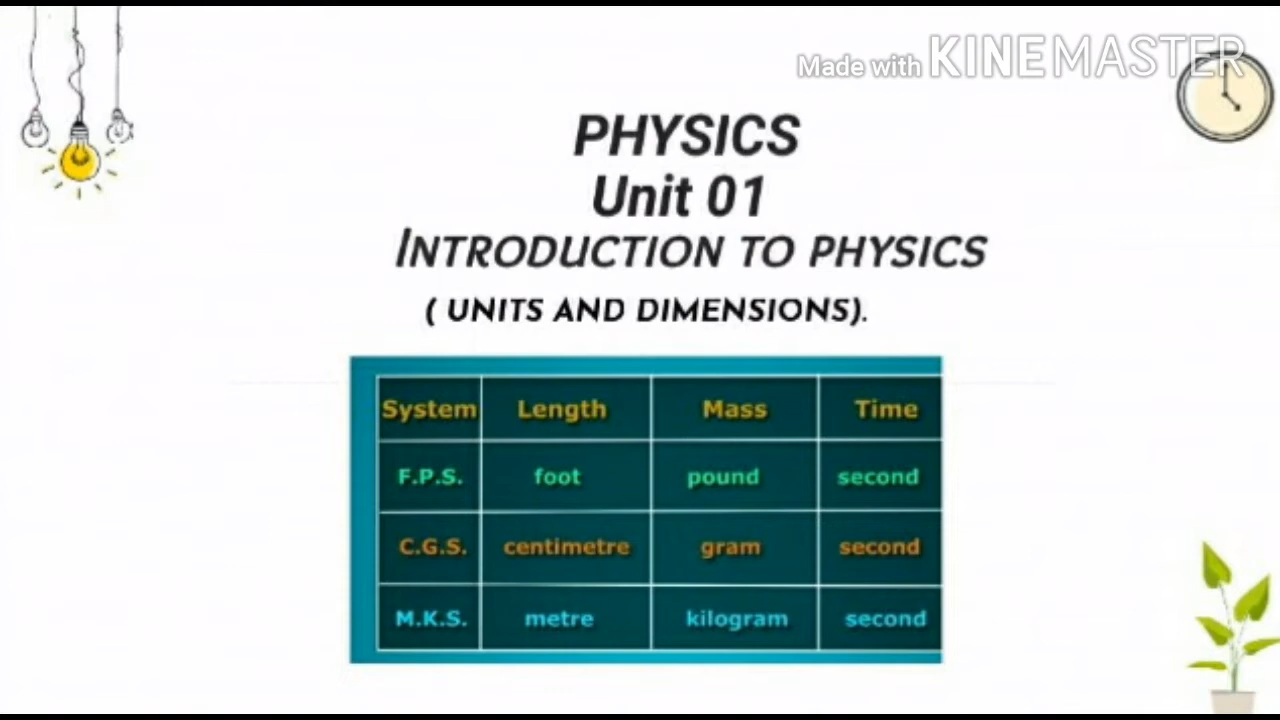 Made with KINEMASTER
PHYSICS
Unit 01
INTRODUCTION TO PHYSICS
( UNITS AND DIMENSIONS).
System Length Mass Time
F.P.S. foot pound second
C.G.S. centimetre gram second
M.K.S. metre kilogram second